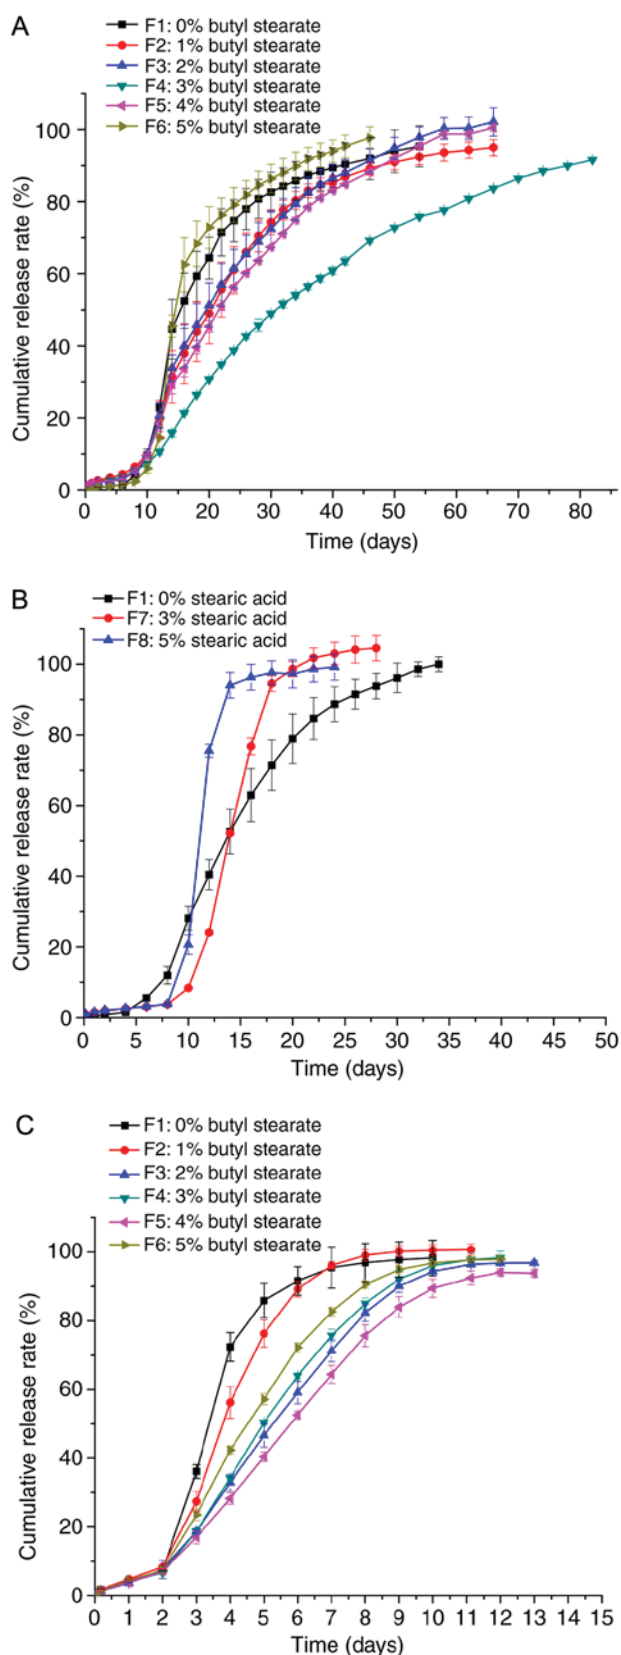 A
F1: 0% butyl stearate
F2: 1% butyl stearate
F3: 2% butyl stearate
F4: 3% butyl stearate
F5: 4% butyl stearate
F6: 5% butyl stearate
100
80
60
40
20
0
Cumulative release rate (%)
0 10 20 30 40 50 60 70 80
Time (days)
B
F1: 0% stearic acid
F7: 3% stearic acid
F8: 5% stearic acid
100
80
60
40
20
0
Cumulative release rate (%)
0 5 10 15 20 25 30 35 40 45 50
Time (days)
C
F1: 0% butyl stearate
F2: 1% butyl stearate
F3: 2% butyl stearate
F4: 3% butyl stearate
F5: 4% butyl stearate
F6: 5% butyl stearate
100
80
60
40
20
0
Cumulative release rate (%)
0 1 2 3 4 5 6 7 8 9 10 11 12 13 14 15
Time (days)